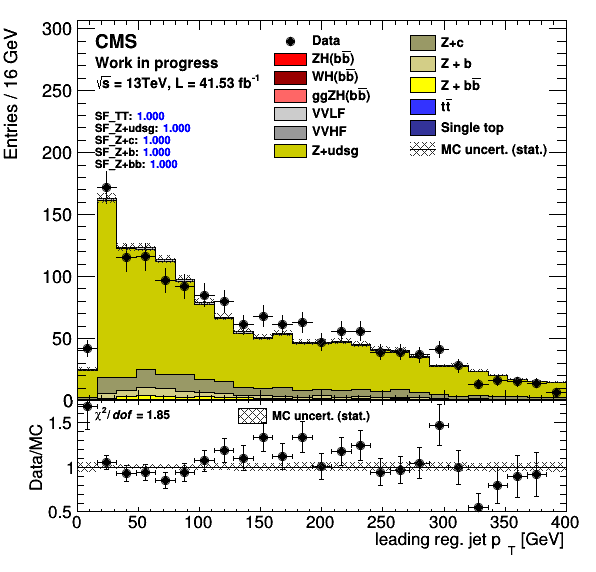 Entries / 16 GeV
300
250
200
150
100
50
0
CMS
Work in progress
√s = 13TeV, L = 41.53 fb⁻¹
SF_TT: 1.000
SF_Z+udsg: 1.000
SF_Z+c: 1.000
SF_Z+b: 1.000
SF_Z+bb: 1.000
Data
ZH(bb̅)
WH(bb̅)
ggZH(bb̅)
VVLF
VVHF
Z+udsg
Z+c
Z + b
Z + bb̅
tt̅
Single top
MC uncert. (stat.)
Data/MC
1.5
1
0.5
χ²/dof = 1.85
MC uncert. (stat.)
0 50 100 150 200 250 300 350 400
leading reg. jet p_T [GeV]